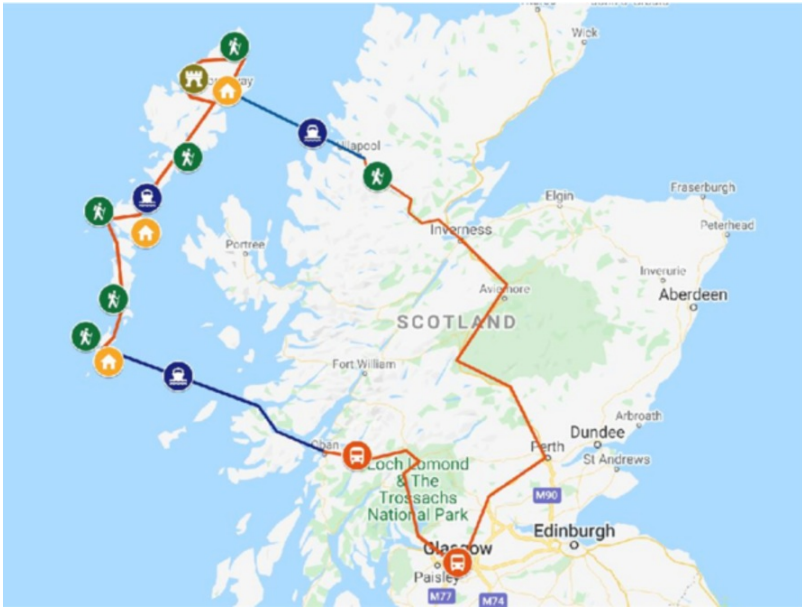 Wick
Ullapool
Elgin
Fraserburgh
Peterhead
Inverness
Portree
Inverurie
Aviemore
Aberdeen
SCOTLAND
Fort William
Arbroath
Dundee
Oban
Perth
St Andrews
Loch Lomond
& The
Trossachs
National Park
M90
Edinburgh
Glasgow
Paisley
M77
M74